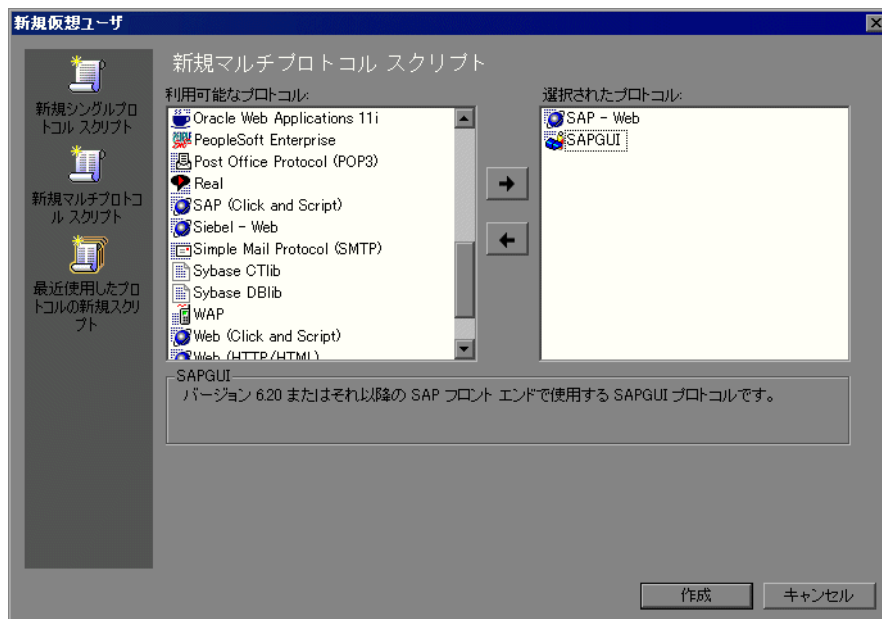 新規仮想ユーザ
新規シングルプロ
トコル スクリプト
新規マルチプロトコ
ル スクリプト
最近使用したプロ
トコルの新規スクリ
プト
新規マルチプロトコル スクリプト
利用可能なプロトコル:
Oracle Web Applications 11i
PeopleSoft Enterprise
Post Office Protocol (POP3)
Real
SAP (Click and Script)
Siebel - Web
Simple Mail Protocol (SMTP)
Sybase CTlib
Sybase DBlib
WAP
Web (Click and Script)
Web (HTTP/HTML)
選択されたプロトコル:
SAP - Web
SAPGUI
SAPGUI
バージョン 6.20 またはそれ以降の SAP フロント エンドで使用する SAPGUI プロトコルです。
作成
キャンセル